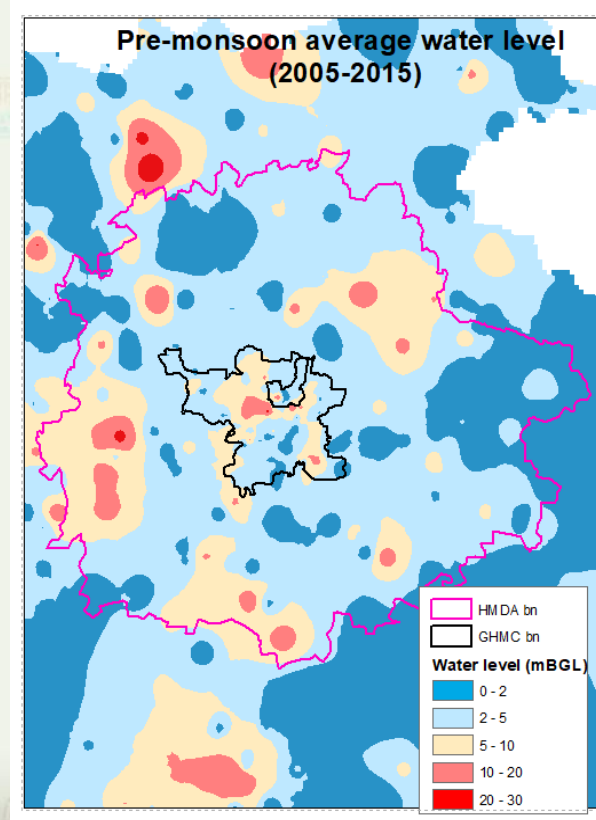 Pre-monsoon average water level
(2005-2015)
HMDA bn
GHMC bn
Water level (mBGL)
0 - 2
2 - 5
5 - 10
10 - 20
20 - 30